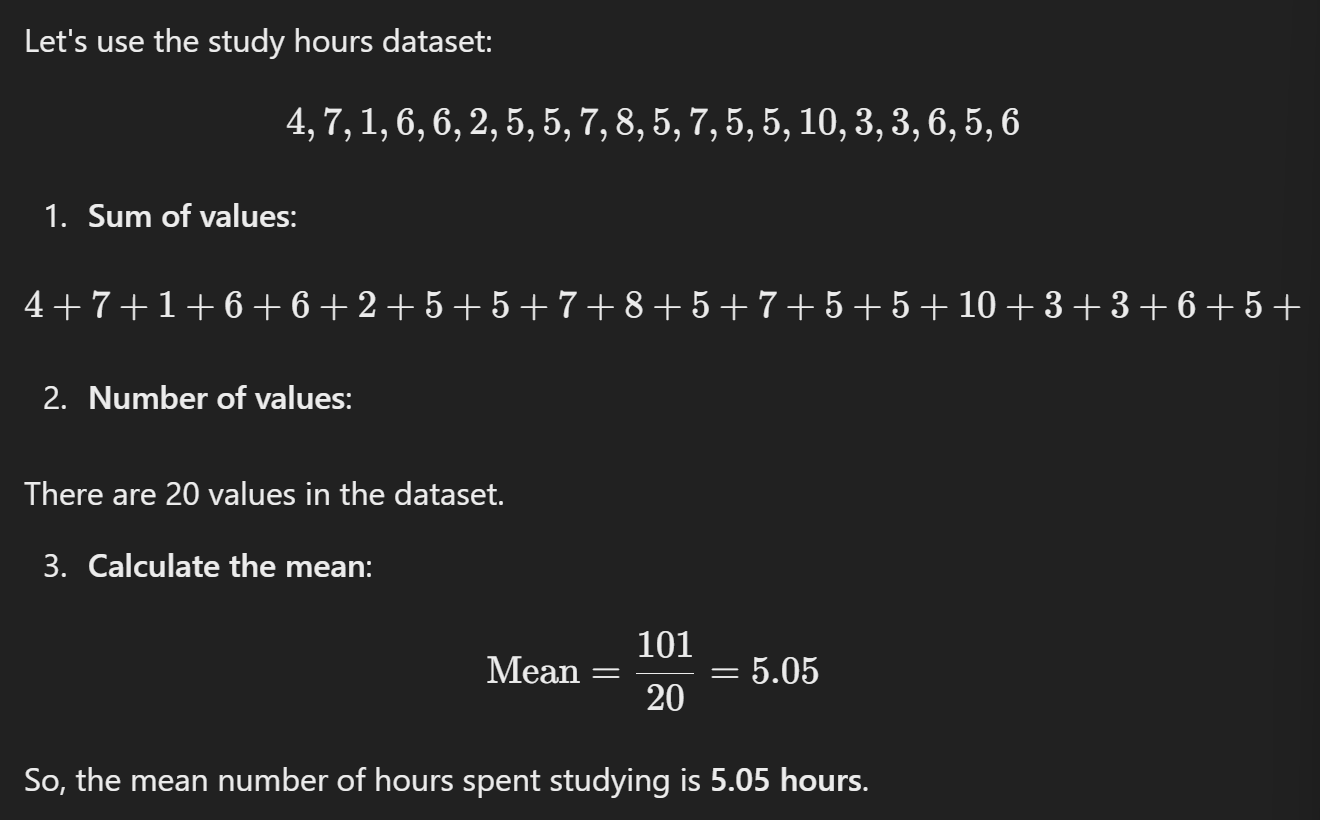 Let's use the study hours dataset:
4, 7, 1, 6, 6, 2, 5, 5, 7, 8, 5, 7, 5, 5, 10, 3, 3, 6, 5, 6
1. Sum of values:
4 + 7 + 1 + 6 + 6 + 2 + 5 + 5 + 7 + 8 + 5 + 7 + 5 + 5 + 10 + 3 + 3 + 6 + 5 +
2. Number of values:
There are 20 values in the dataset.
3. Calculate the mean:
Mean = 101/20 = 5.05
So, the mean number of hours spent studying is 5.05 hours.